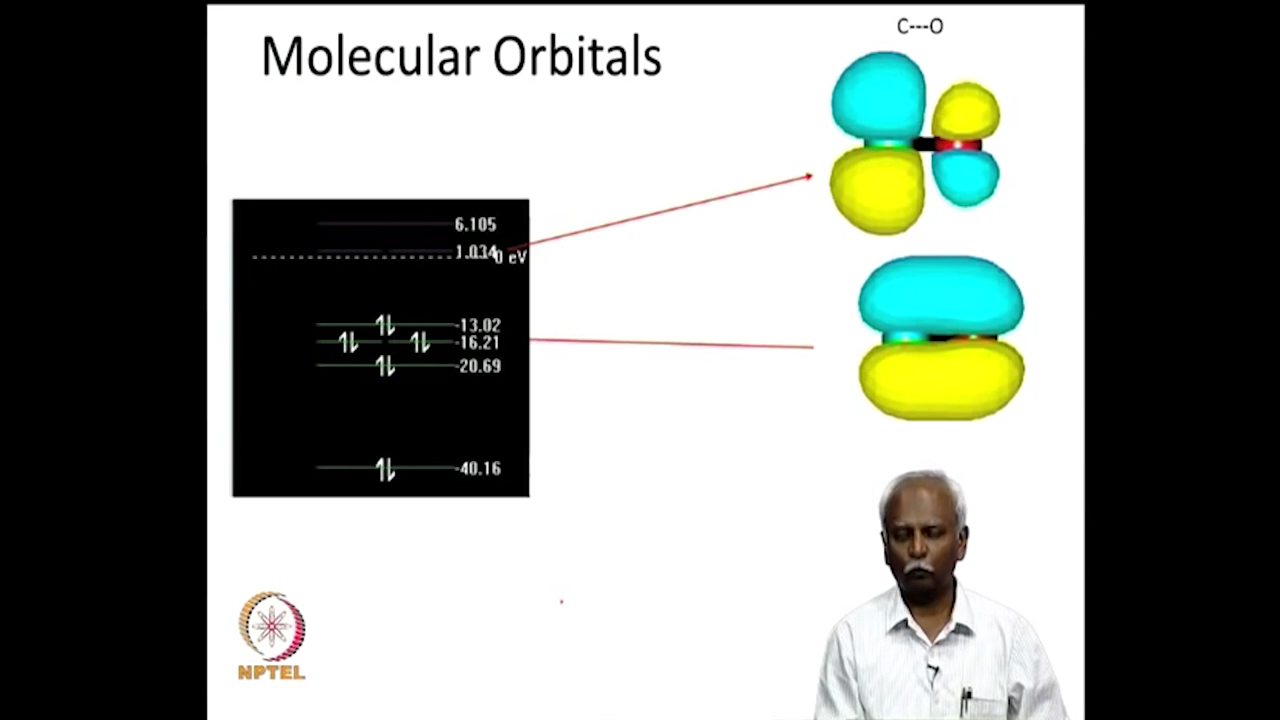 Molecular Orbitals
C---O
6.105
1.034
0 eV
-13.02
-16.21
-20.69
-40.16
NPTEL